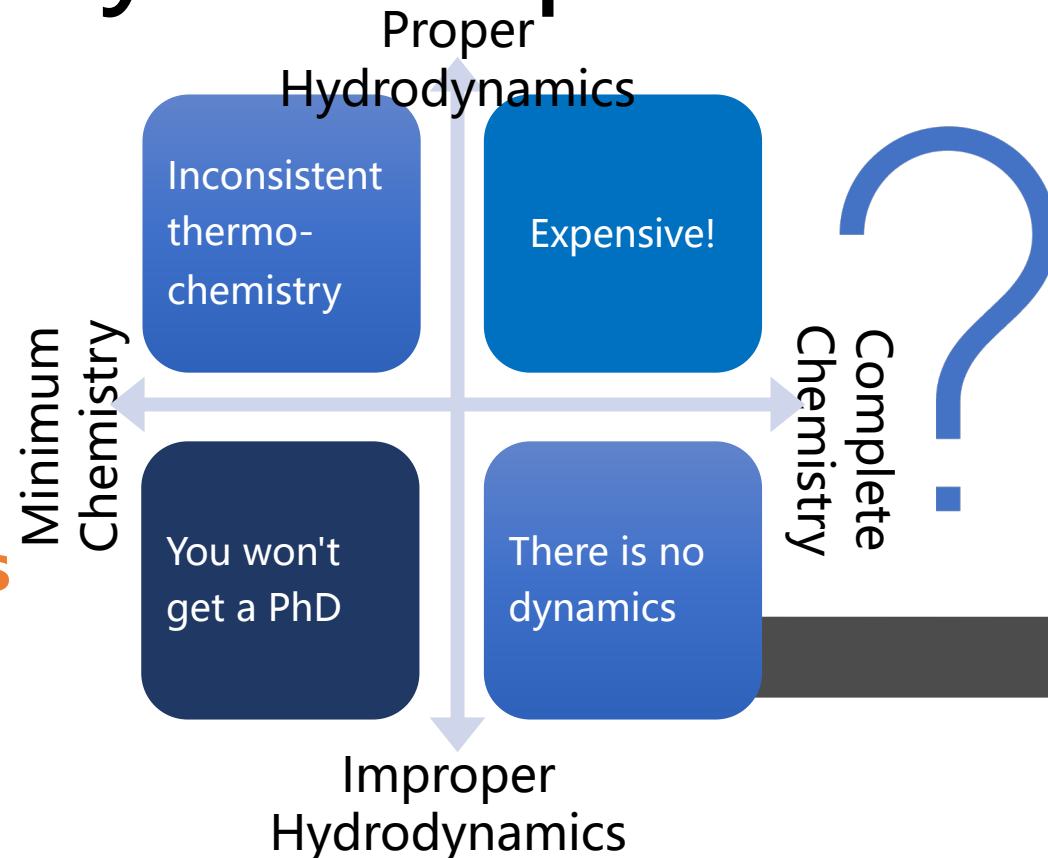 Proper
Hydrodynamics
Inconsistent
thermo-
chemistry
Expensive!
Minimum
Chemistry
Complete
Chemistry
You won't
get a PhD
There is no
dynamics
Improper
Hydrodynamics
?